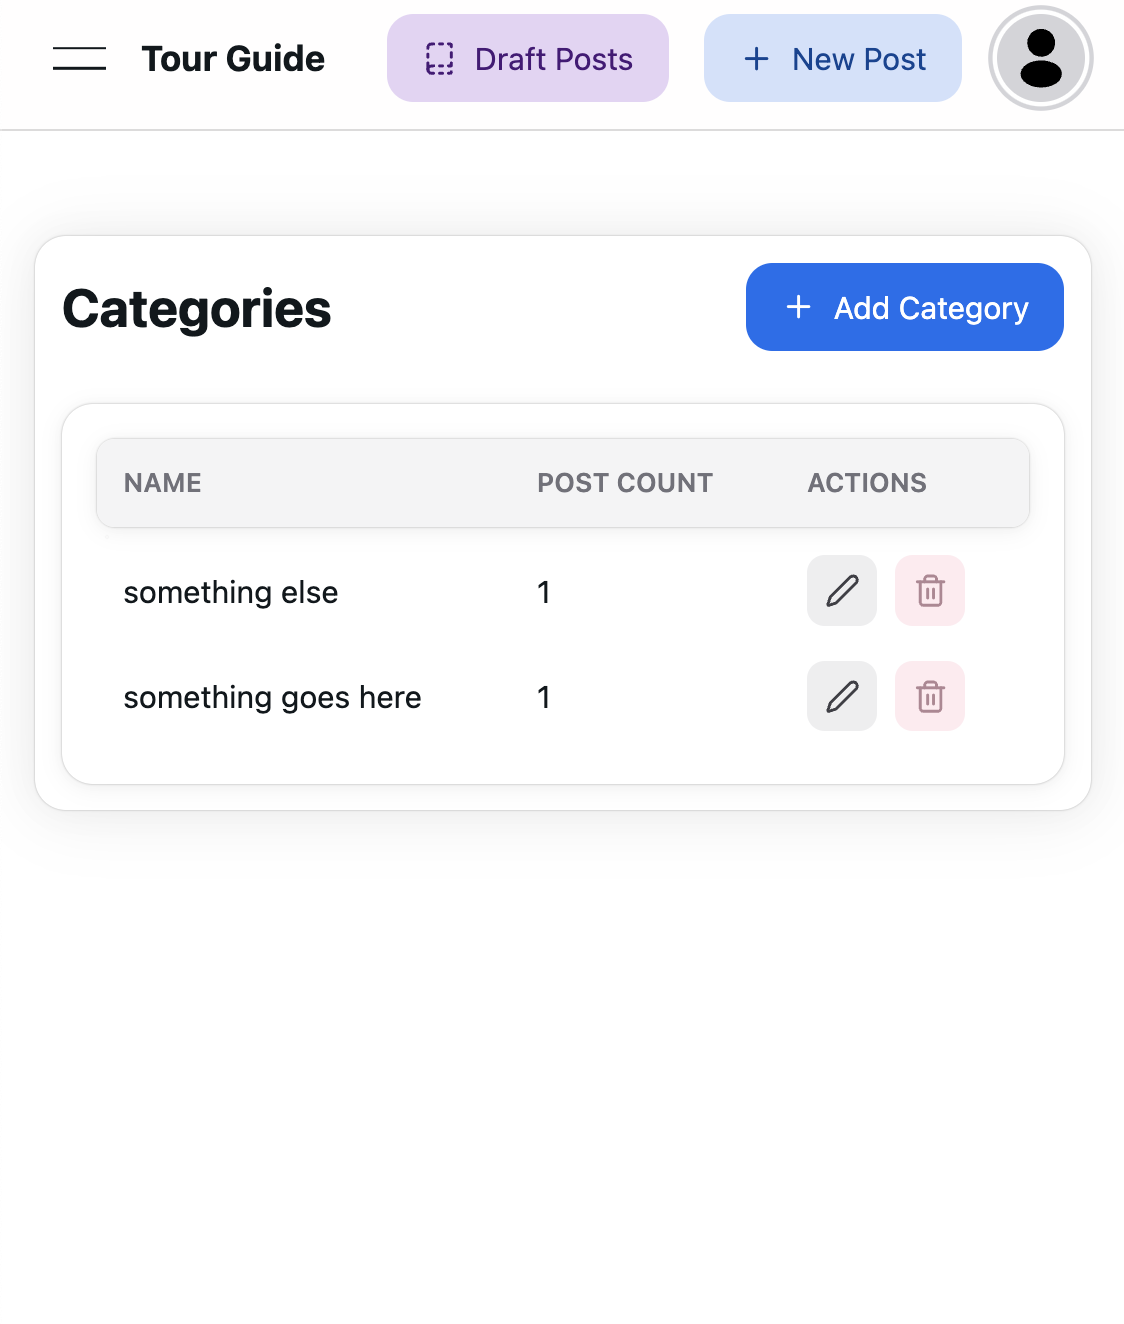 Tour Guide
Draft Posts
New Post
Categories
Add Category
NAME POST COUNT ACTIONS
something else 1
something goes here 1